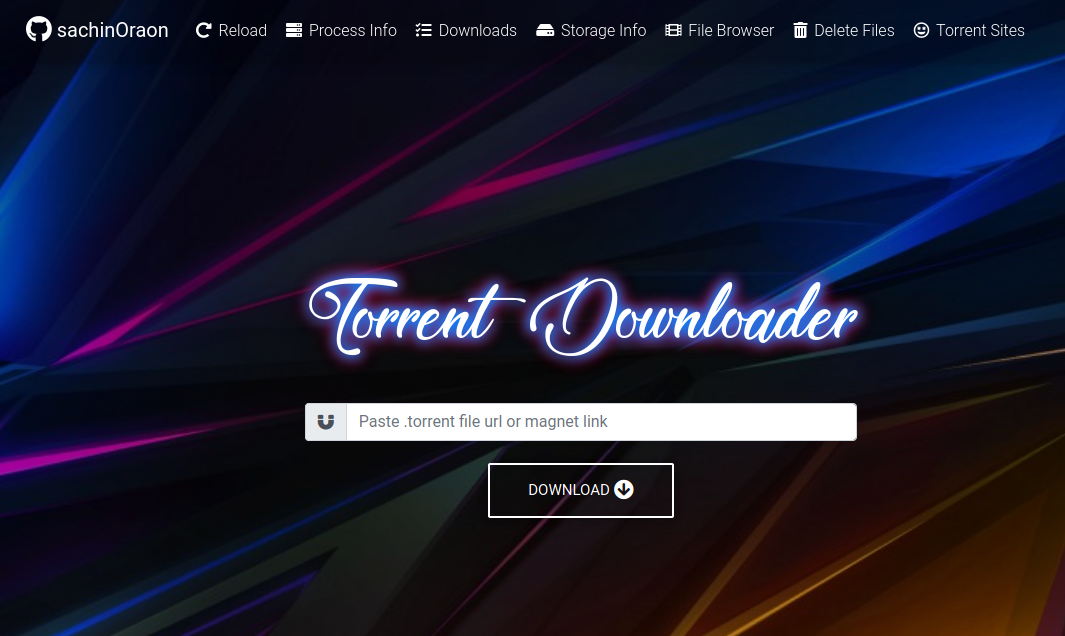 sachinOraon Reload Process Info Downloads Storage Info File Browser Delete Files Torrent Sites
Torrent Downloader
Paste .torrent file url or magnet link
DOWNLOAD